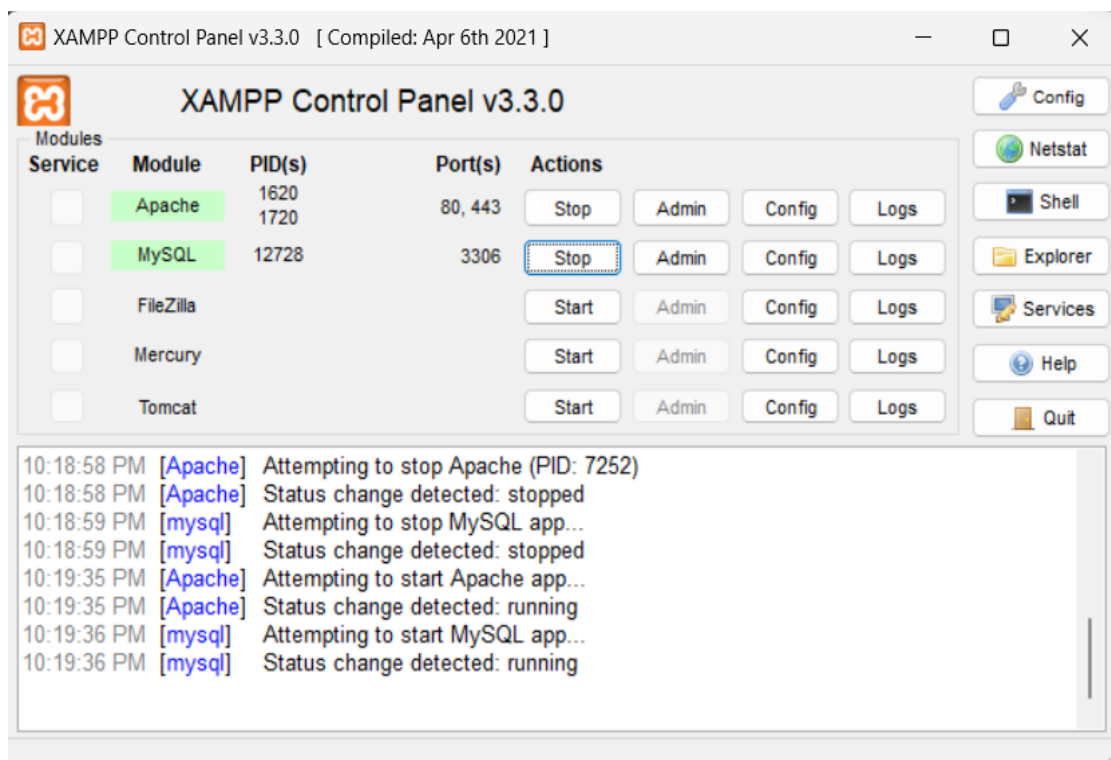 XAMPP Control Panel v3.3.0 [ Compiled: Apr 6th 2021 ]
XAMPP Control Panel v3.3.0
Config
Modules
Netstat
Service Module PID(s) Port(s) Actions
Apache 1620 1720 80, 443 Stop Admin Config Logs
Shell
MySQL 12728 3306 Stop Admin Config Logs
Explorer
FileZilla Start Admin Config Logs
Services
Mercury Start Admin Config Logs
Help
Tomcat Start Admin Config Logs
Quit
10:18:58 PM [Apache] Attempting to stop Apache (PID: 7252)
10:18:58 PM [Apache] Status change detected: stopped
10:18:59 PM [mysql] Attempting to stop MySQL app...
10:18:59 PM [mysql] Status change detected: stopped
10:19:35 PM [Apache] Attempting to start Apache app...
10:19:35 PM [Apache] Status change detected: running
10:19:36 PM [mysql] Attempting to start MySQL app...
10:19:36 PM [mysql] Status change detected: running